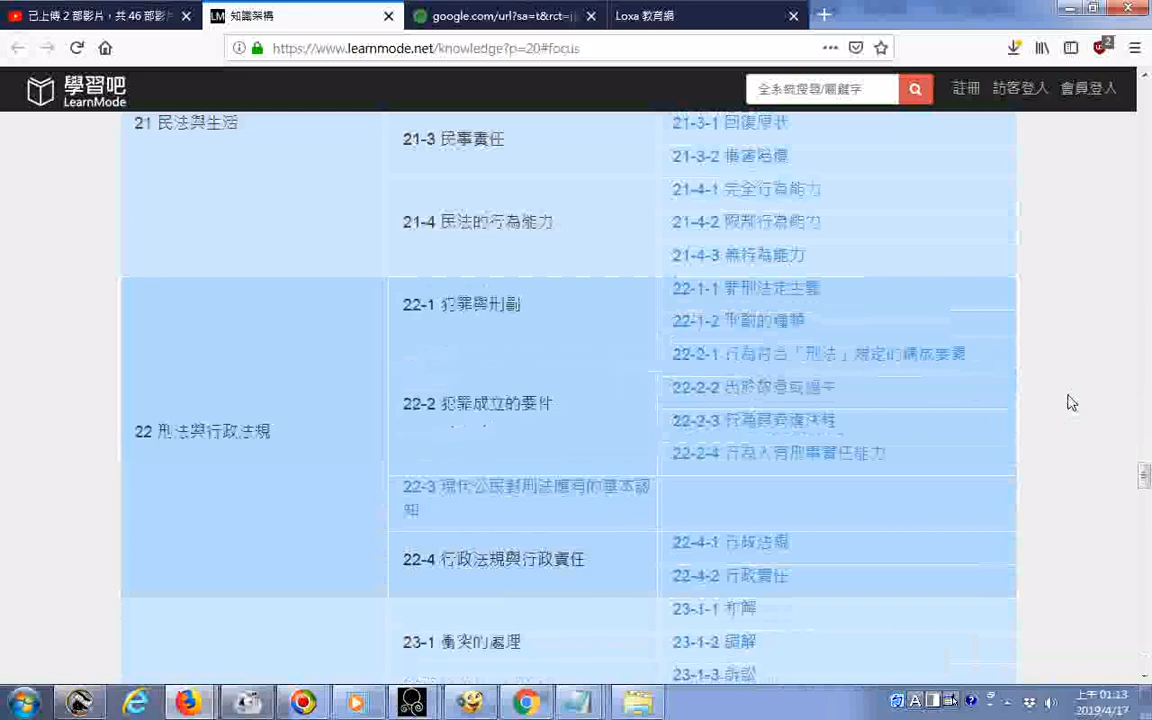 已上傳 2 部影片，共 46 部影
知識架構
google.com/url?sa=t&rct=j
Loxa 教育網
https://www.learnmode.net/knowledge?p=20#focus
2
學習吧
LearnMode
全系統搜尋/關鍵字
註冊 訪客登入 會員登入
21 民法與生活
21-3 民事責任
21-3-1 回復原狀
21-3-2 損害賠償
21-4 民法的行為能力
21-4-1 完全行為能力
21-4-2 限制行為能力
21-4-3 無行為能力
22 刑法與行政法規
22-1 犯罪與刑罰
22-1-1 罪刑法定主義
22-1-2 刑罰的種類
22-2 犯罪成立的要件
22-2-1 行為符合「刑法」規定的構成要素
22-2-2 出於故意或過失
22-2-3 行為具有違法性
22-2-4 行為人有刑事責任能力
22-3 現代公民對刑法應有的基本認
知
22-4 行政法規與行政責任
22-4-1 行政法規
22-4-2 行政責任
23-1 衝突的處理
23-1-1 和解
23-1-2 調解
23-1-3 訴訟
上午 01:13
2019/4/17